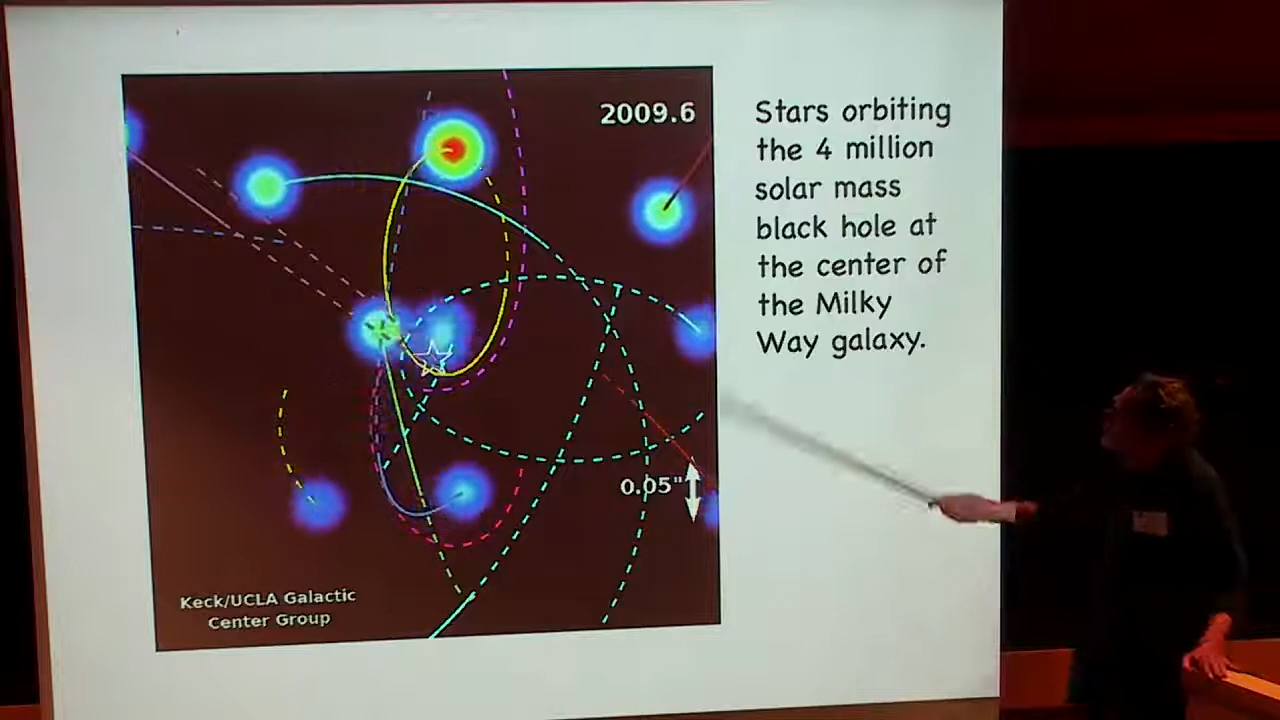 2009.6
Stars orbiting
the 4 million
solar mass
black hole at
the center of
the Milky
Way galaxy.
0.05"
Keck/UCLA Galactic
Center Group